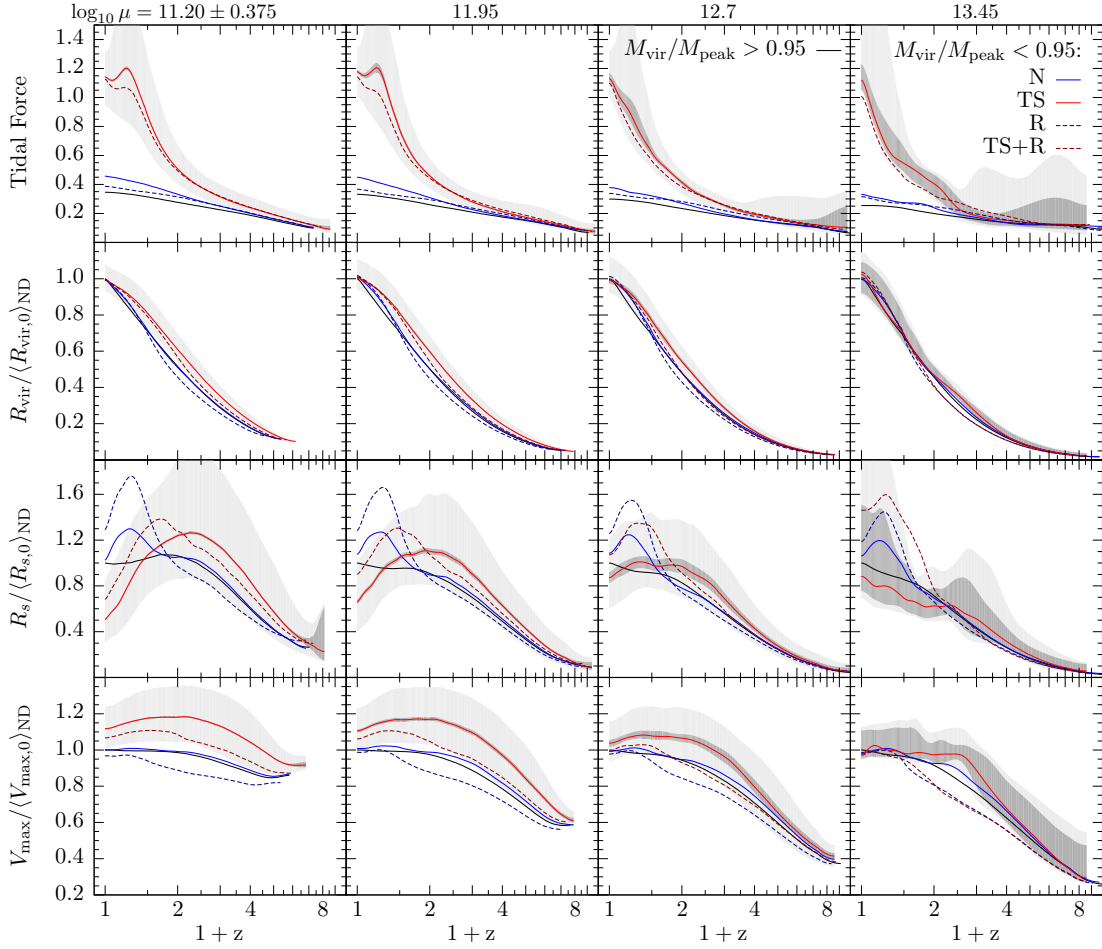 log₁₀ μ = 11.20 ± 0.375 11.95 12.7 13.45
M_vir/M_peak > 0.95
M_vir/M_peak < 0.95:
N
TS
R
TS+R
Tidal Force
1.4
1.2
1.0
0.8
0.6
0.4
0.2
R_vir/⟨R_vir,0⟩_ND
1.0
0.8
0.6
0.4
0.2
R_s/⟨R_s,0⟩_ND
1.6
1.2
0.8
0.4
V_max/⟨V_max,0⟩_ND
1.2
1.0
0.8
0.6
0.4
0.2
1 2 4 8 1 2 4 8 1 2 4 8 1 2 4 8
1 + z 1 + z 1 + z 1 + z